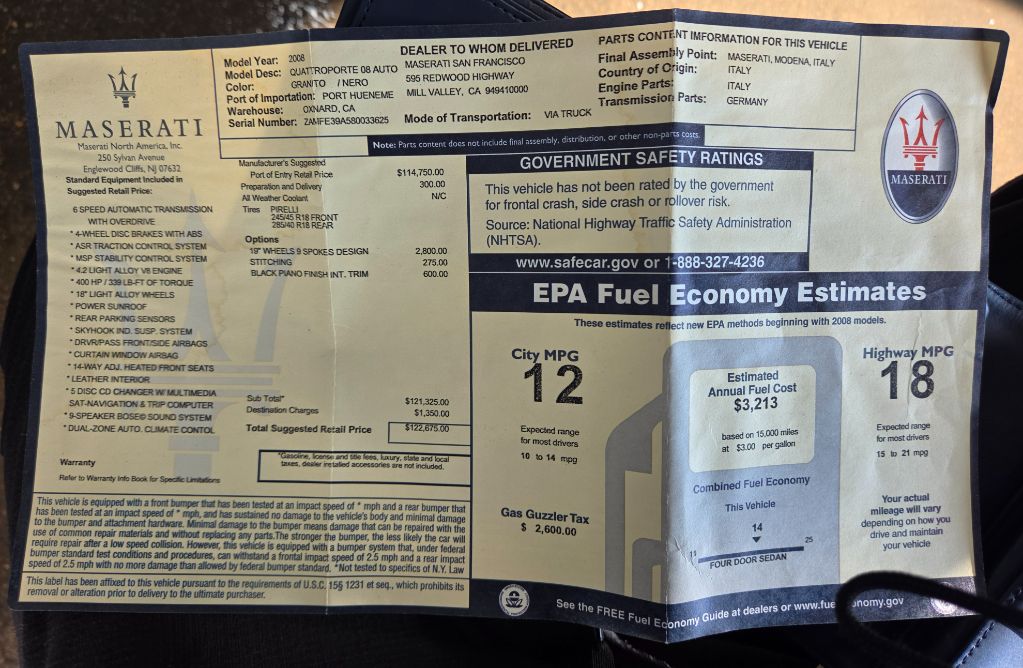 MASERATI
Maserati North America, Inc.
250 Sylvan Avenue
Englewood Cliffs, NJ 07632
Standard Equipment Included in
Suggested Retail Price:
6 SPEED AUTOMATIC TRANSMISSION
WITH OVERDRIVE
* 4-WHEEL DISC BRAKES WITH ABS
* ASR TRACTION CONTROL SYSTEM
* MSP STABILITY CONTROL SYSTEM
* 4.2 LIGHT ALLOY V8 ENGINE
* 400 HP / 339 LB-FT OF TORQUE
* 18" LIGHT ALLOY WHEELS
* POWER SUNROOF
* REAR PARKING SENSORS
* SKYHOOK IND. SUSP. SYSTEM
* DRVR/PASS FRONT/SIDE AIRBAGS
* CURTAIN WINDOW AIRBAG
* 14-WAY ADJ. HEATED FRONT SEATS
* LEATHER INTERIOR
* 5 DISC CD CHANGER W/ MULTIMEDIA
SAT-NAVIGATION & TRIP COMPUTER
* 9-SPEAKER BOSE© SOUND SYSTEM
* DUAL-ZONE AUTO. CLIMATE CONTOL
Warranty
Refer to Warranty Info Book for Specific Limitations
Model Year: 2008
Model Desc: QUATTROPORTE 08 AUTO
Color: GRANITO / NERO
Port of Importation: PORT HUENEME
Warehouse: OXNARD, CA
Serial Number: ZAMFE39A580033625
DEALER TO WHOM DELIVERED
MASERATI SAN FRANCISCO
595 REDWOOD HIGHWAY
MILL VALLEY, CA 949410000
Mode of Transportation: VIA TRUCK
PARTS CONTENT INFORMATION FOR THIS VEHICLE
Final Assembly Point: MASERATI, MODENA, ITALY
Country of Origin: ITALY
Engine Parts: ITALY
Transmission Parts: GERMANY
Note: Parts content does not include final assembly, distribution, or other non-parts costs.
Manufacturer's Suggested
Port of Entry Retail Price $114,750.00
Preparation and Delivery 300.00
All Weather Coolant N/C
Tires PIRELLI
245/45 R18 FRONT
285/40 R18 REAR
Options
19" WHEELS 9 SPOKES DESIGN 2,800.00
STITCHING 275.00
BLACK PIANO FINISH INT. TRIM 600.00
Sub Total* $121,325.00
Destination Charges $1,350.00
Total Suggested Retail Price $122,675.00
*Gasoline, license and title fees, luxury, state and local
taxes, dealer installed accessories are not included.
GOVERNMENT SAFETY RATINGS
This vehicle has not been rated by the government
for frontal crash, side crash or rollover risk.
Source: National Highway Traffic Safety Administration
(NHTSA).
www.safecar.gov or 1-888-327-4236
MASERATI
EPA Fuel Economy Estimates
These estimates reflect new EPA methods beginning with 2008 models.
City MPG
12
Expected range
for most drivers
10 to 14 mpg
Gas Guzzler Tax
$ 2,600.00
Estimated
Annual Fuel Cost
$3,213
based on 15,000 miles
at $3.00 per gallon
Combined Fuel Economy
This Vehicle
14
11 25
FOUR DOOR SEDAN
Highway MPG
18
Expected range
for most drivers
15 to 21 mpg
Your actual
mileage will vary
depending on how you
drive and maintain
your vehicle
This vehicle is equipped with a front bumper that has been tested at an impact speed of * mph and a rear bumper that
has been tested at an impact speed of * mph, and has sustained no damage to the vehicle's body and minimal damage
to the bumper and attachment hardware. Minimal damage to the bumper means damage that can be repaired with the
use of common repair materials and without replacing any parts.The stronger the bumper, the less likely the car will
require repair after a low speed collision. However, this vehicle is equipped with a bumper system that, under federal
bumper standard test conditions and procedures, can withstand a frontal impact speed of 2.5 mph and a rear impact
speed of 2.5 mph with no more damage than allowed by federal bumper standard. *Not tested to specifics of N.Y. Law
This label has been affixed to this vehicle pursuant to the requirements of U.S.C. 15§ 1231 et seq., which prohibits its
removal or alteration prior to delivery to the ultimate purchaser.
See the FREE Fuel Economy Guide at dealers or www.fue onomy.gov